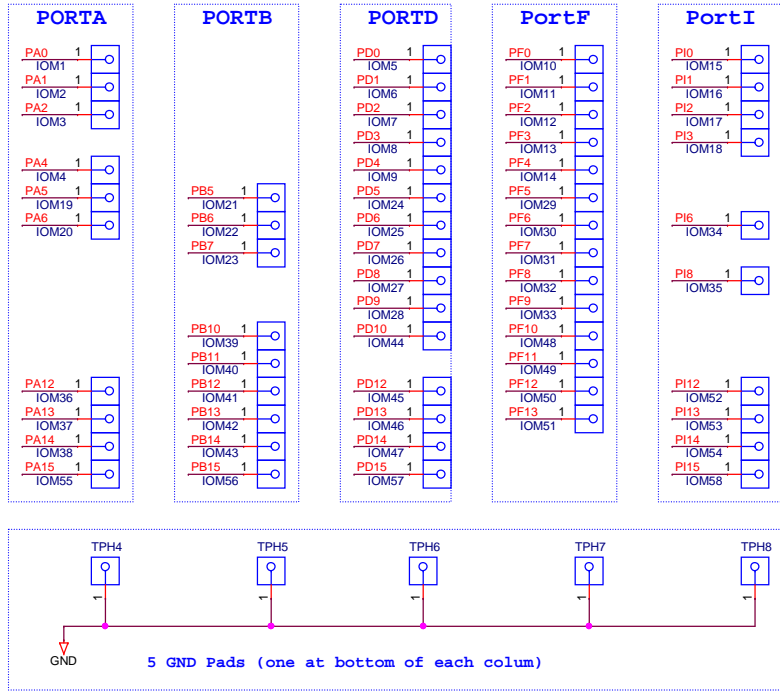 PORTA PORTB PORTD PortF PortI
PA0 1 PD0 1 PF0 1 PI0 1
IOM1 IOM5 IOM10 IOM15
PA1 1 PD1 1 PF1 1 PI1 1
IOM2 IOM6 IOM11 IOM16
PA2 1 PD2 1 PF2 1 PI2 1
IOM3 IOM7 IOM12 IOM17
PD3 1 PF3 1 PI3 1
IOM8 IOM13 IOM18
PA4 1 PD4 1 PF4 1
IOM4 IOM9 IOM14
PA5 1 PB5 1 PD5 1 PF5 1
IOM19 IOM21 IOM24 IOM29
PA6 1 PB6 1 PD6 1 PF6 1 PI6 1
IOM20 IOM22 IOM25 IOM30 IOM34
PB7 1 PD7 1 PF7 1
IOM23 IOM26 IOM31
PD8 1 PF8 1 PI8 1
IOM27 IOM32 IOM35
PD9 1 PF9 1
IOM28 IOM33
PB10 1 PD10 1 PF10 1
IOM39 IOM44 IOM48
PB11 1 PF11 1
IOM40 IOM49
PA12 1 PB12 1 PD12 1 PF12 1 PI12 1
IOM36 IOM41 IOM45 IOM50 IOM52
PA13 1 PB13 1 PD13 1 PF13 1 PI13 1
IOM37 IOM42 IOM46 IOM51 IOM53
PA14 1 PB14 1 PD14 1 PI14 1
IOM38 IOM43 IOM47 IOM54
PA15 1 PB15 1 PD15 1 PI15 1
IOM55 IOM56 IOM57 IOM58
TPH4 TPH5 TPH6 TPH7 TPH8
1 1 1 1 1
GND
5 GND Pads (one at bottom of each colum)